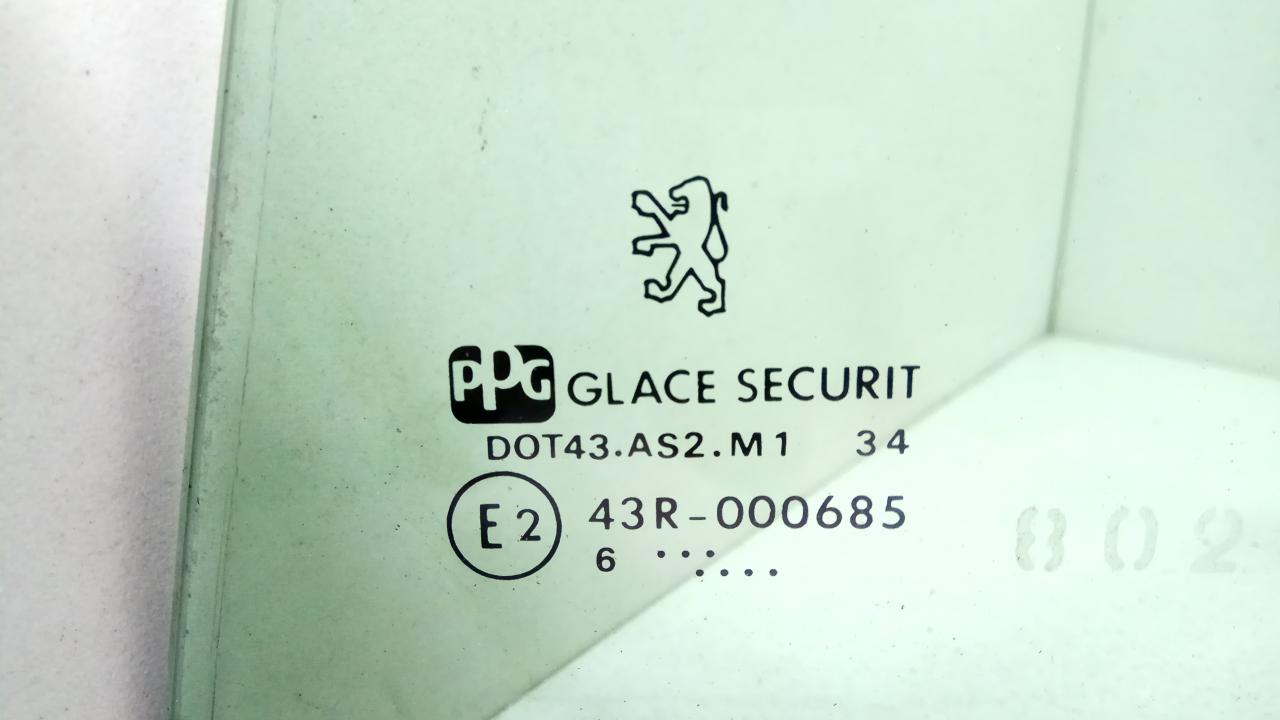 PPG GLACE SECURIT
DOT43.AS2.M1 34
E2 43R-000685
6
802